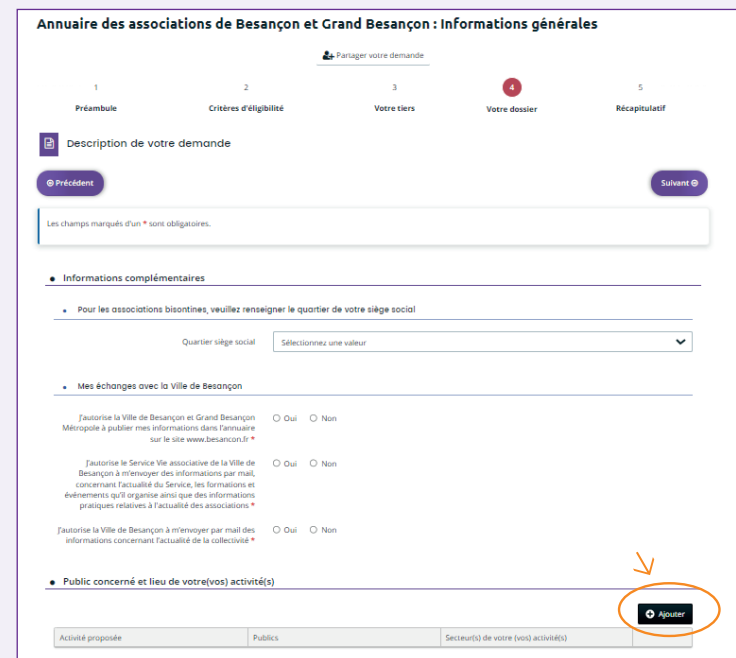 Annuaire des associations de Besançon et Grand Besançon : Informations générales
Partager votre demande
1
Préambule
2
Critères d'éligibilité
3
Votre tiers
4
Votre dossier
5
Récapitulatif
Description de votre demande
Précédent
Suivant
Les champs marqués d'un * sont obligatoires.
Informations complémentaires
Pour les associations bisontines, veuillez renseigner le quartier de votre siège social
Quartier siège social
Sélectionnez une valeur
Mes échanges avec la Ville de Besançon
J'autorise la Ville de Besançon et Grand Besançon
Métropole à publier mes informations dans l'annuaire
sur le site www.besancon.fr *
Oui Non
J'autorise le Service Vie associative de la Ville de
Besançon à m'envoyer des informations par mail,
concernant l'actualité du Service, les formations et
événements qu'il organise ainsi que des informations
pratiques relatives à l'actualité des associations *
Oui Non
J'autorise la Ville de Besançon à m'envoyer par mail des
informations concernant l'actualité de la collectivité *
Oui Non
Public concerné et lieu de votre(vos) activité(s)
Ajouter
Activité proposée Publics Secteur(s) de votre (vos) activité(s)